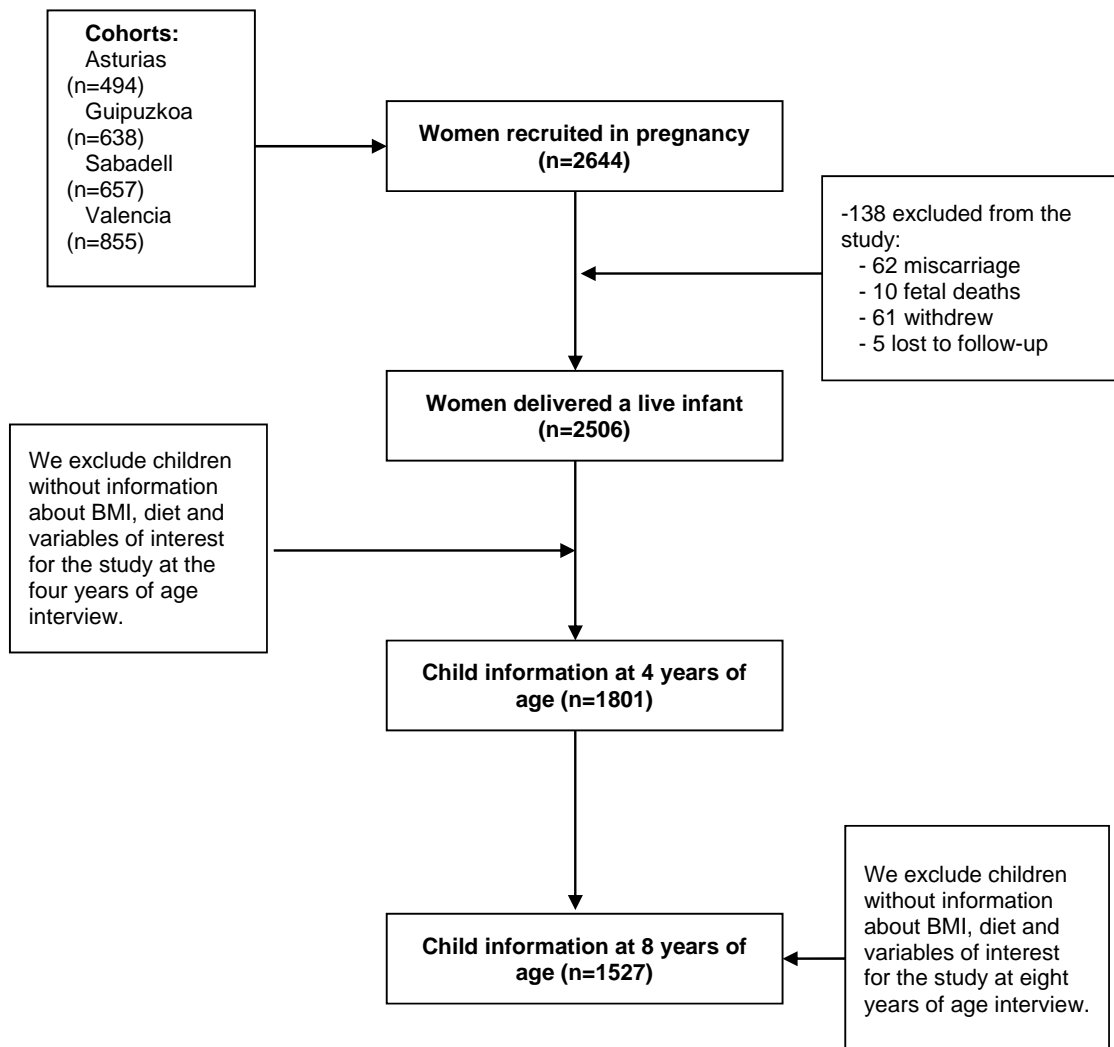 Cohorts:
Asturias
(n=494)
Guipuzkoa
(n=638)
Sabadell
(n=657)
Valencia
(n=855)
Women recruited in pregnancy
(n=2644)
-138 excluded from the
study:
- 62 miscarriage
- 10 fetal deaths
- 61 withdrew
- 5 lost to follow-up
Women delivered a live infant
(n=2506)
We exclude children
without information
about BMI, diet and
variables of interest
for the study at the
four years of age
interview.
Child information at 4 years of
age (n=1801)
We exclude children
without information
about BMI, diet and
variables of interest
for the study at eight
years of age interview.
Child information at 8 years of
age (n=1527)